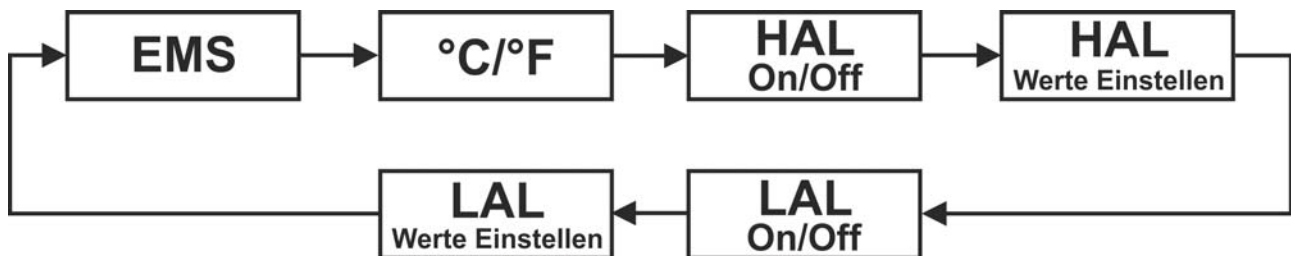 EMS
°C/°F
HAL
On/Off
HAL
Werte Einstellen
LAL
On/Off
LAL
Werte Einstellen